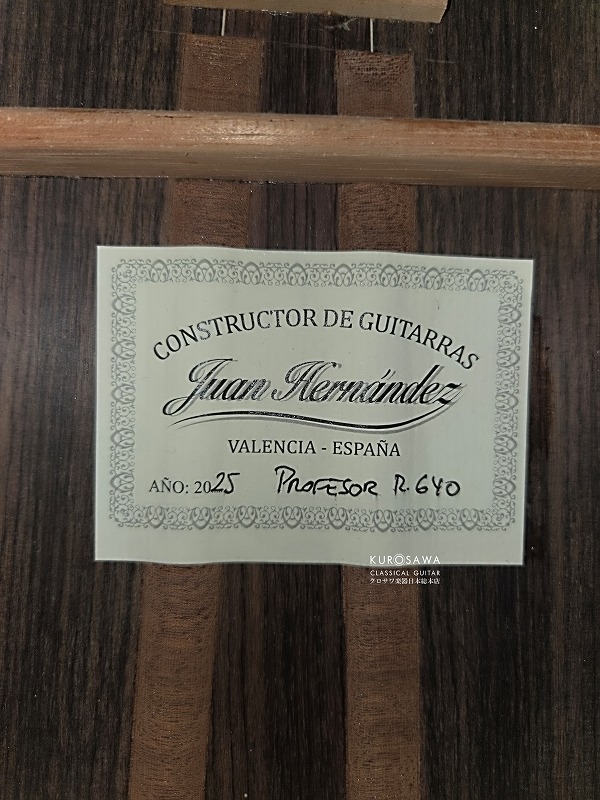 CONSTRUCTOR DE GUITARRAS
Juan Hernández
VALENCIA - ESPAÑA
AÑO: 2025 PROFESOR R.640
KUROSAWA
CLASSICAL GUITAR
クロサワ楽器日本総本店